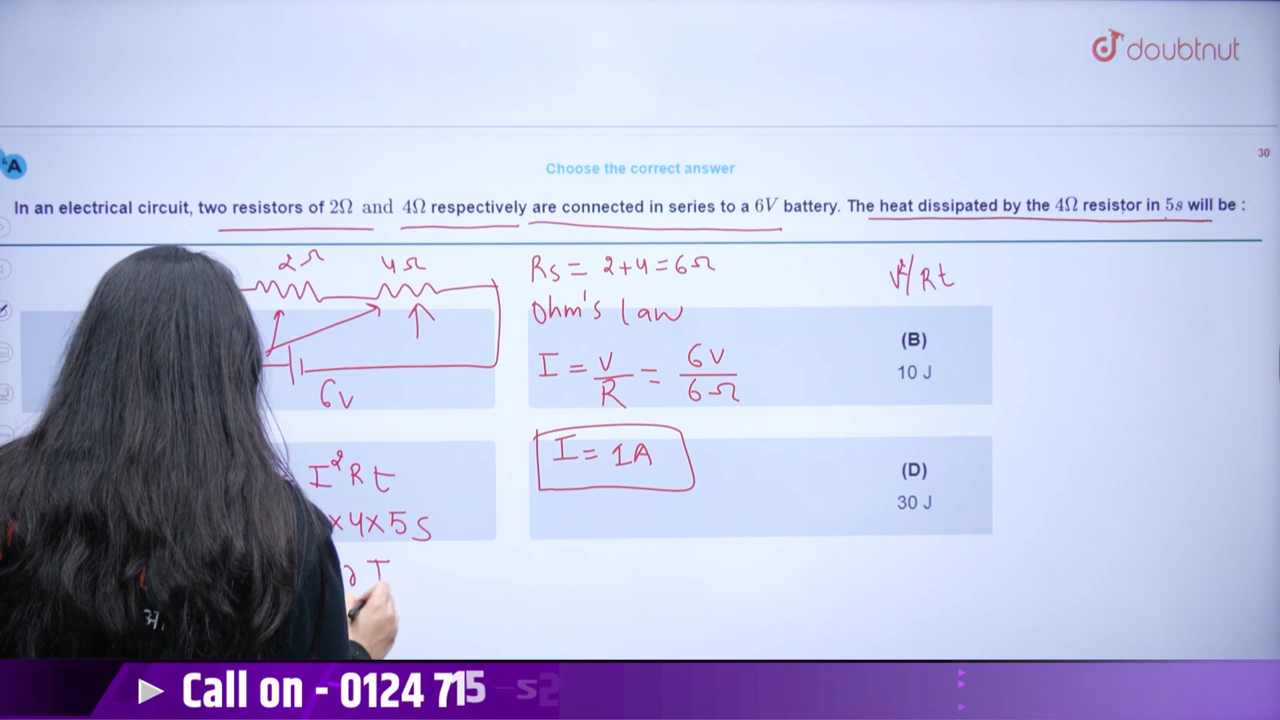 doubtnut
A
30
Choose the correct answer
In an electrical circuit, two resistors of 2Ω and 4Ω respectively are connected in series to a 6V battery. The heat dissipated by the 4Ω resistor in 5s will be :
2Ω 4Ω
6v
Rs = 2+4=6Ω
Ohm's law
I = V/R = 6V/6Ω
I = 1A
V²/Rt
(B)
10 J
I²Rt
×4×5s
J
(D)
30 J
अ.
Call on - 0124 715